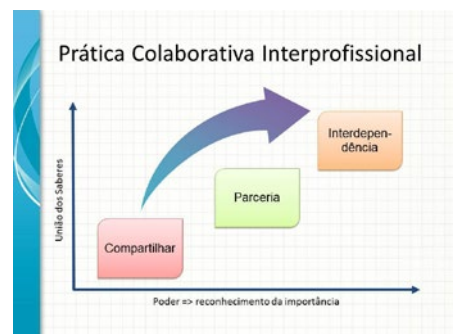 Prática Colaborativa Interprofissional
União dos Saberes
Interdepen-
dência
Parceria
Compartilhar
Poder => reconhecimento da importância